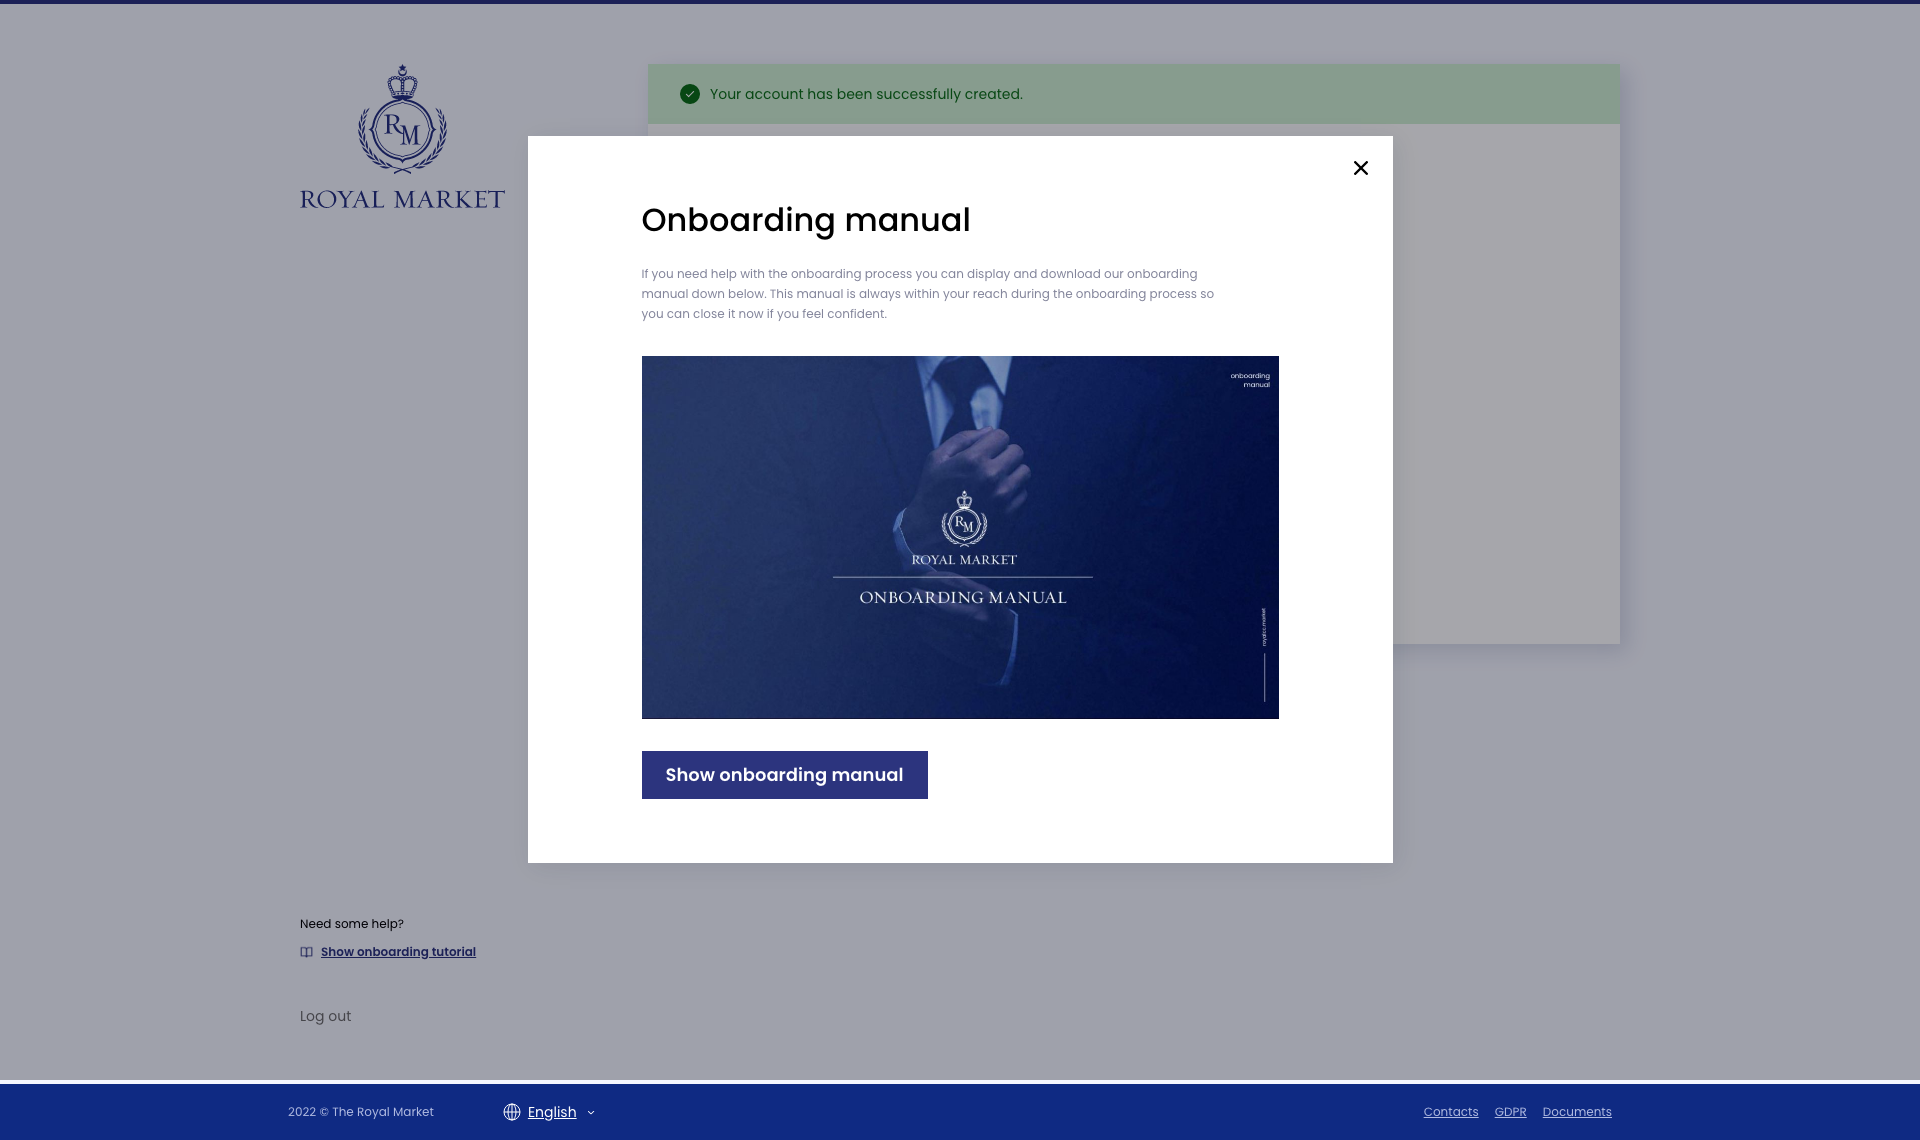 Your account has been successfully created.
RM
ROYAL MARKET
Onboarding manual
If you need help with the onboarding process you can display and download our onboarding
manual down below. This manual is always within your reach during the onboarding process so
you can close it now if you feel confident.
onboarding
manual
RM
ROYAL MARKET
ONBOARDING MANUAL
Show onboarding manual
Need some help?
Show onboarding tutorial
Log out
2022 © The Royal Market
English
Contacts GDPR Documents